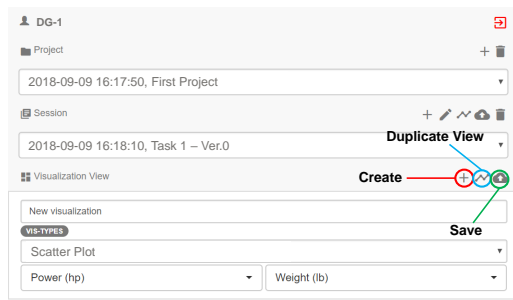 DG-1
Project
2018-09-09 16:17:50, First Project
Session
Duplicate View
2018-09-09 16:18:10, Task 1 – Ver.0
Visualization View
Create
New visualization
Save
VIS-TYPES
Scatter Plot
Power (hp) Weight (lb)